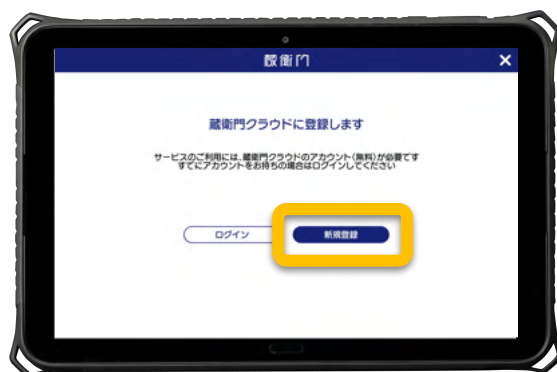 蔵衛門
蔵衛門クラウドに登録します
サービスのご利用には、蔵衛門クラウドのアカウント(無料)が必要です
すでにアカウントをお持ちの場合はログインしてください
ログイン
新規登録